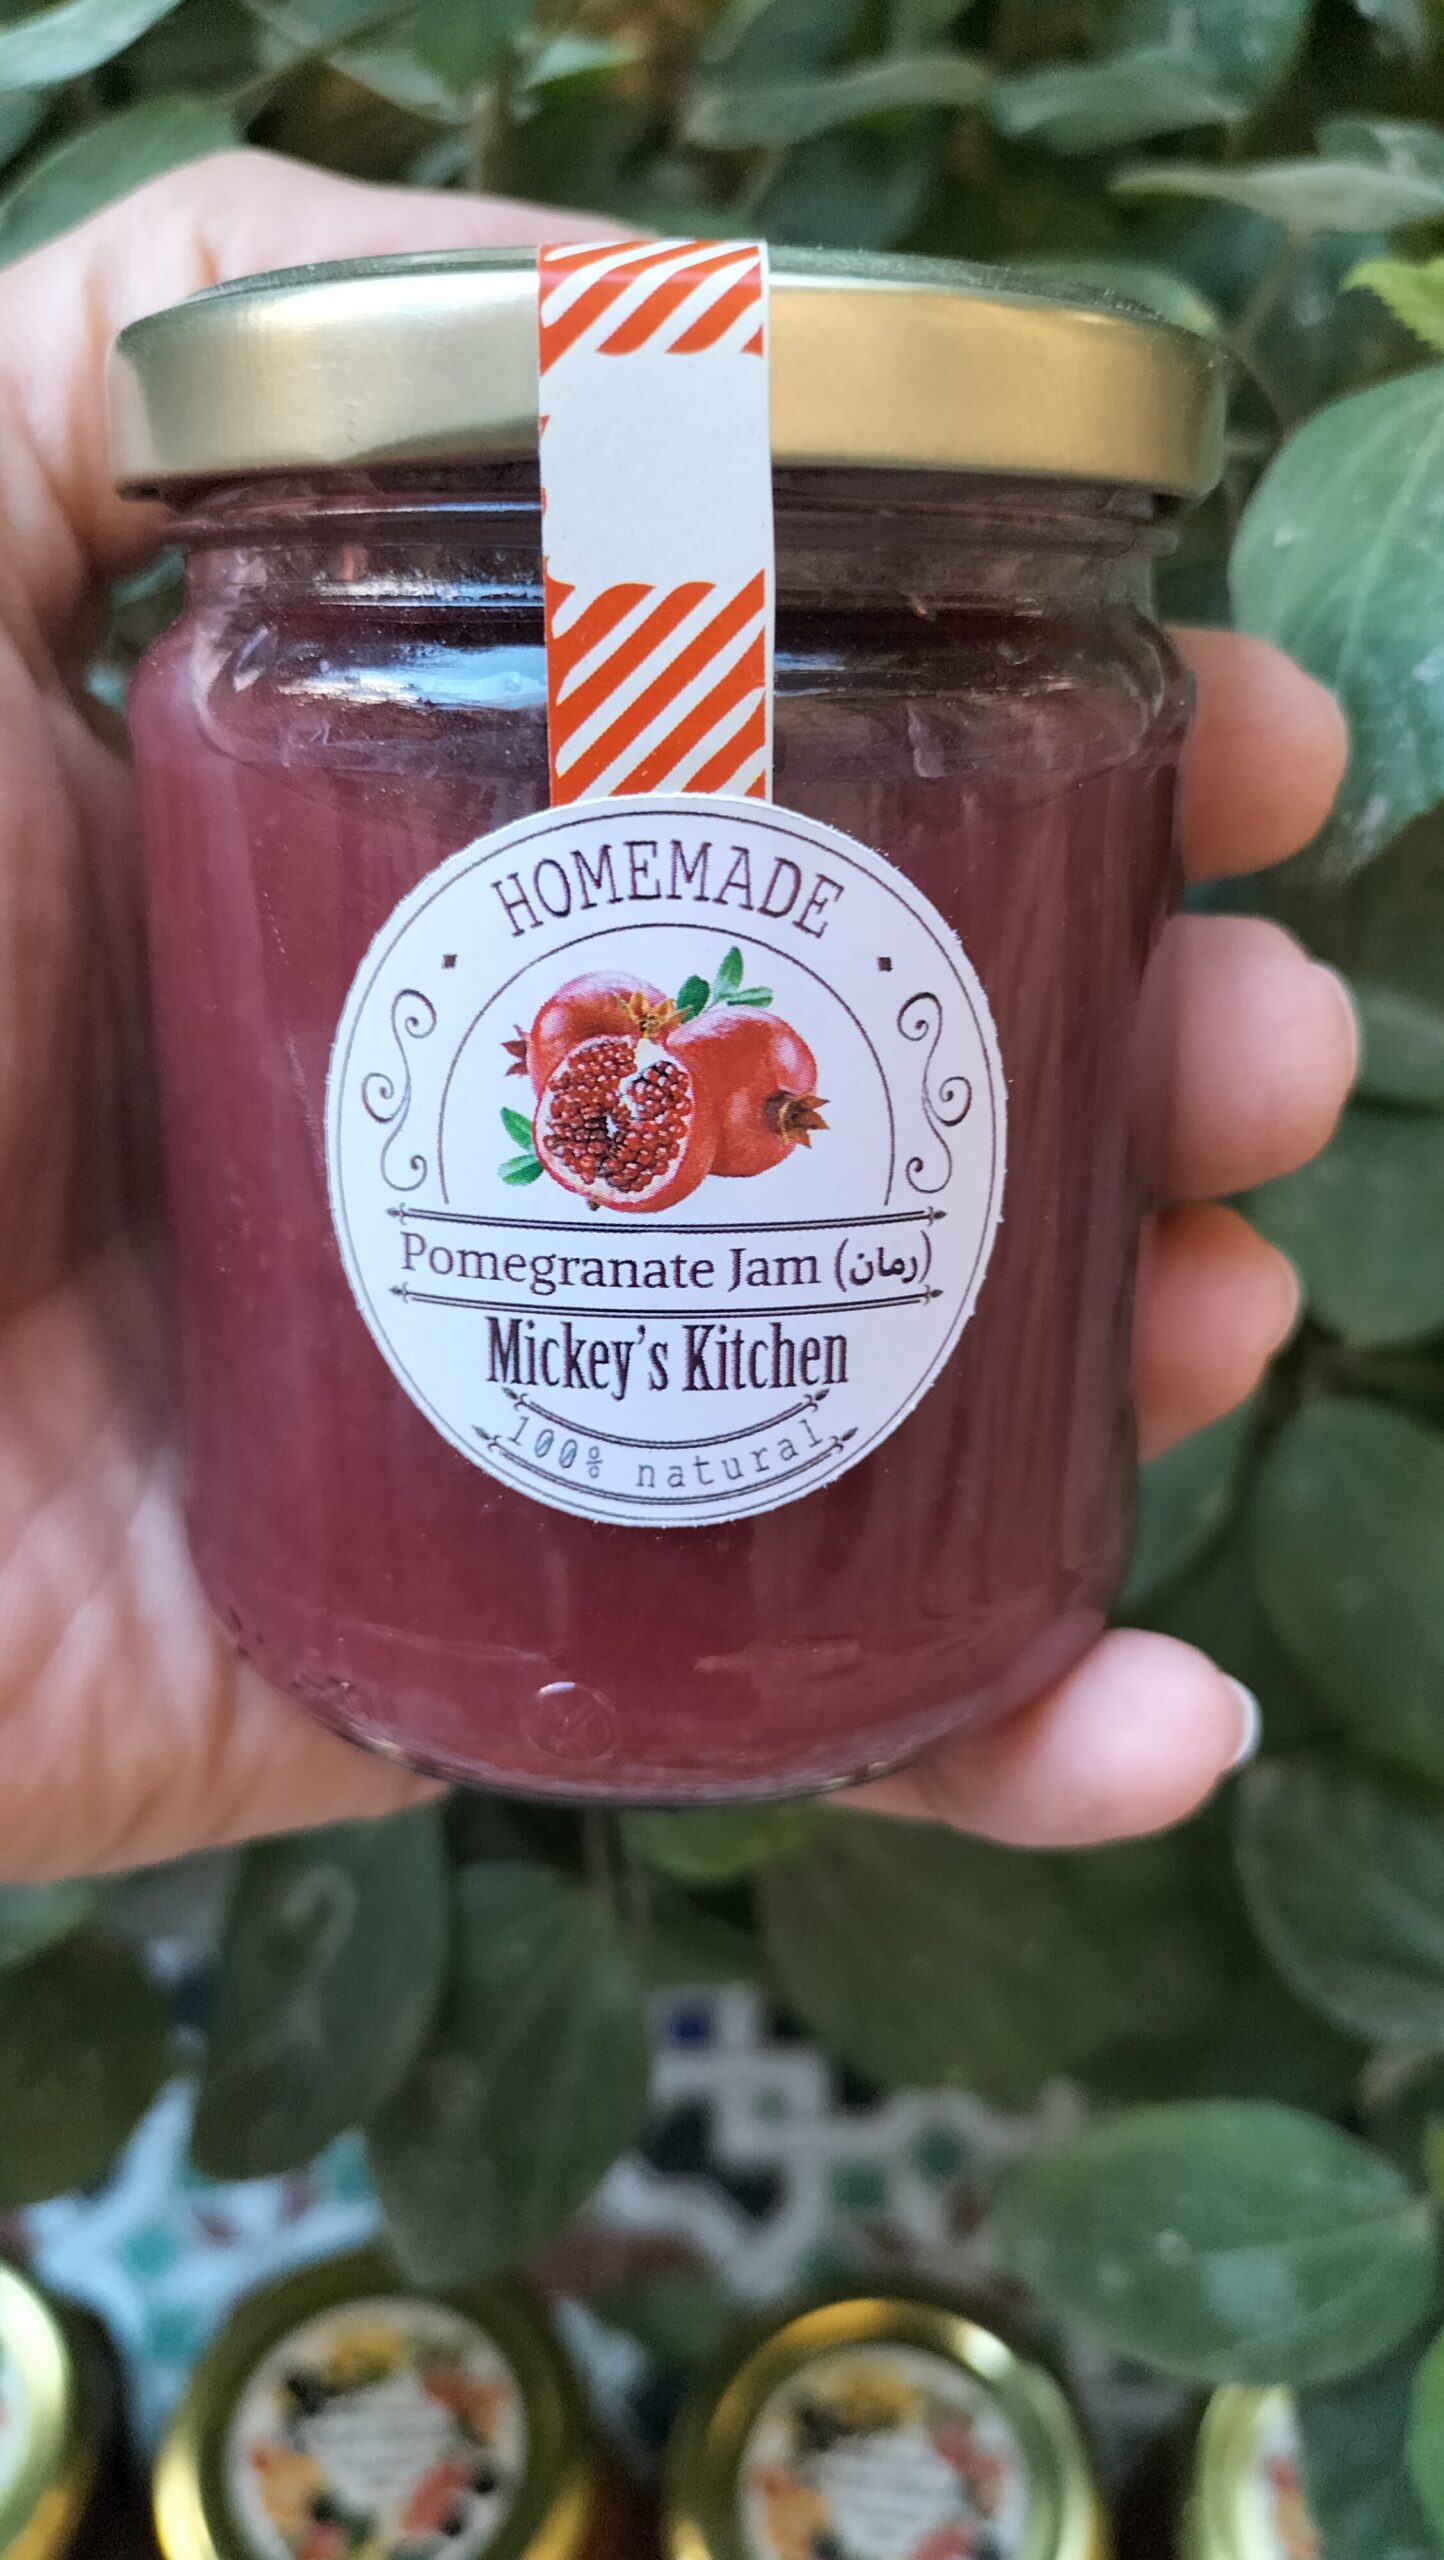 HOMEMADE
Pomegranate Jam (رمان)
Mickey's Kitchen
100% natural